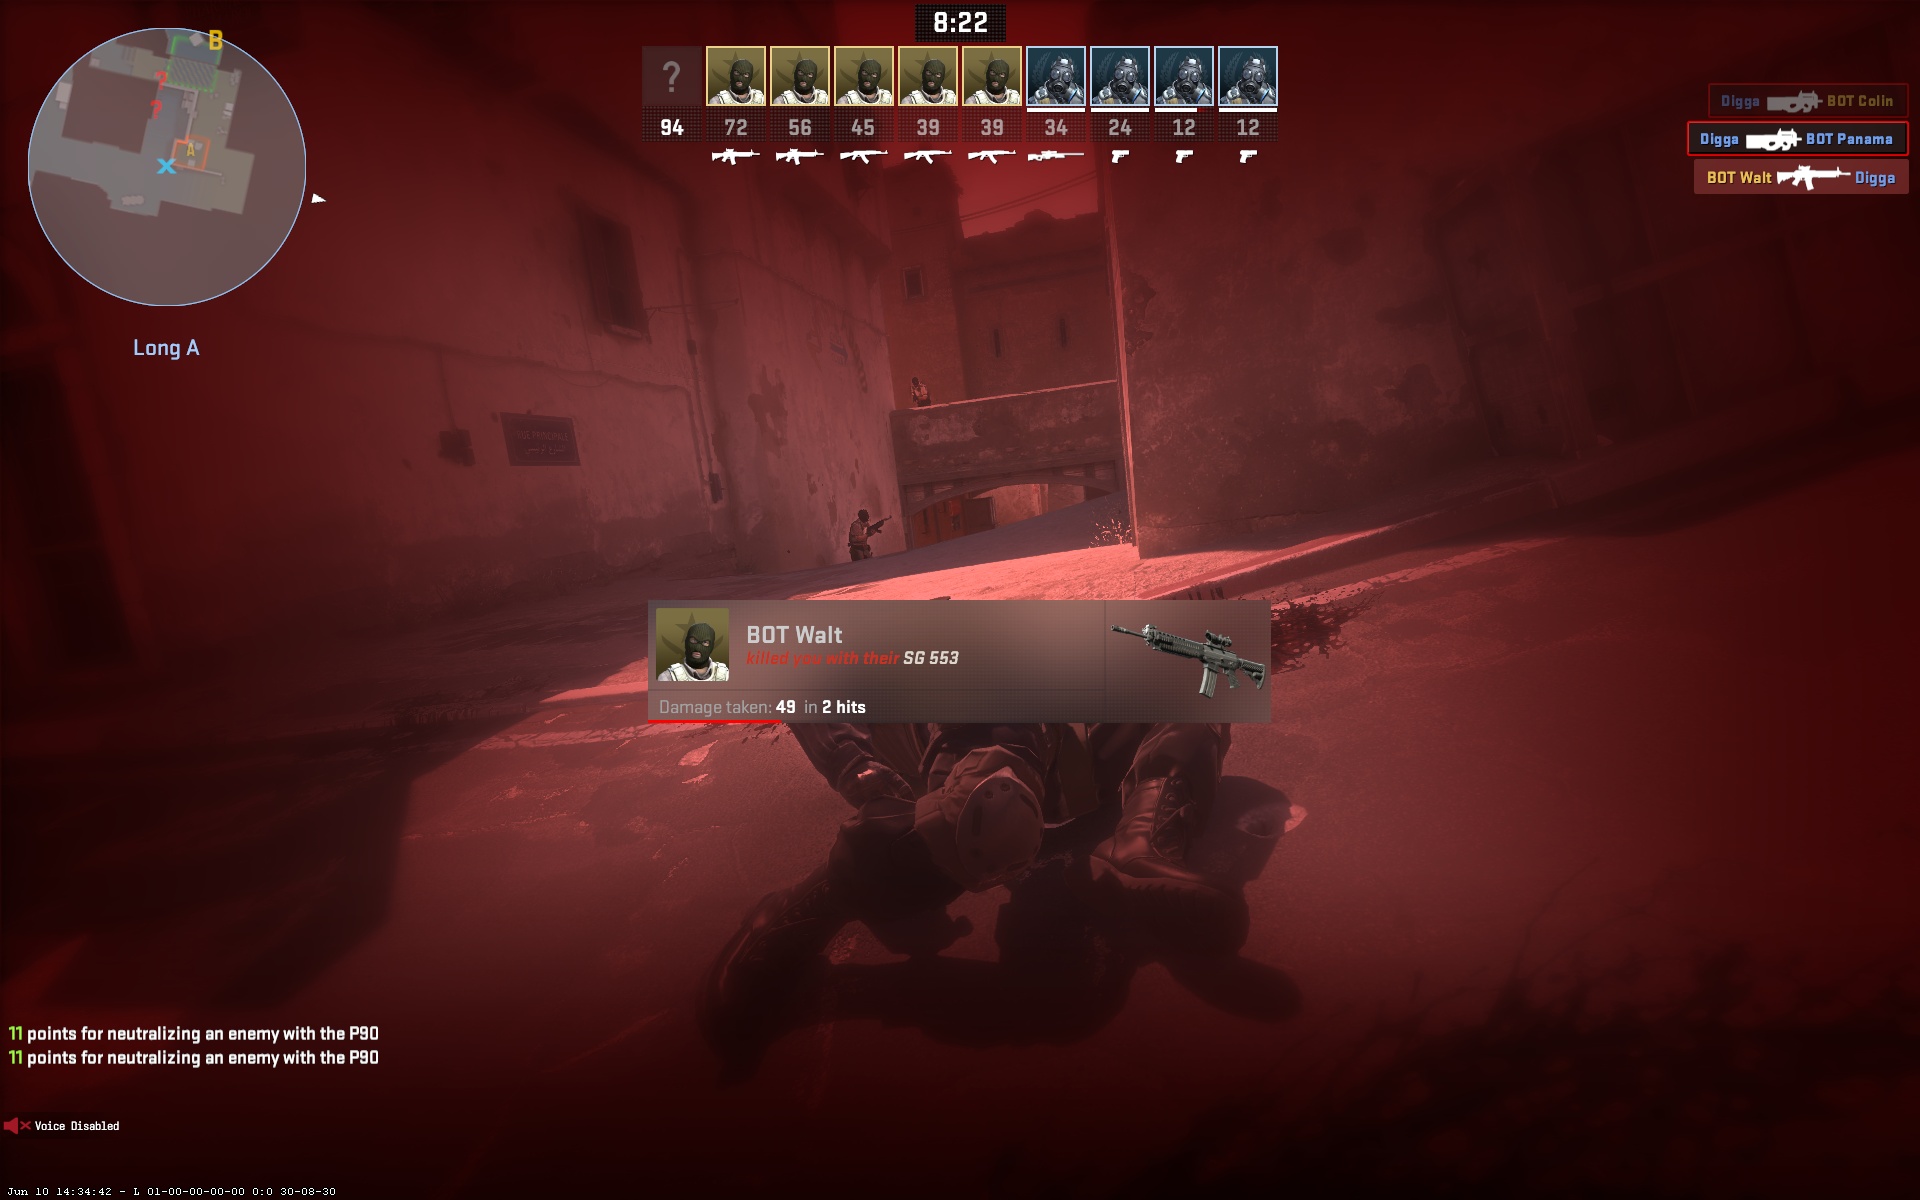 8:22
B
A
?
?
?
94 72 56 45 39 39 34 24 12 12
Digga BOT Colin
Digga BOT Panama
BOT Walt Digga
Long A
BOT Walt
killed you with their SG 553
Damage taken: 49 in 2 hits
11 points for neutralizing an enemy with the P90
11 points for neutralizing an enemy with the P90
Voice Disabled
Jun 10 14:34:42 - L 01-00-00-00-00 0:0 30-08-30